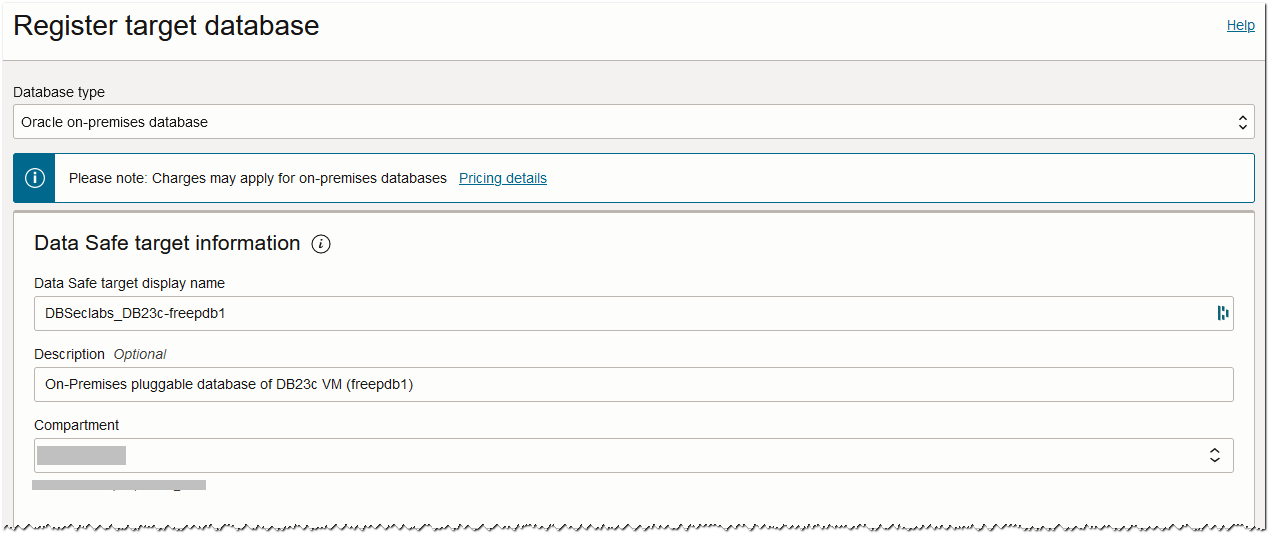 Register target database
Help
Database type
Oracle on-premises database
Please note: Charges may apply for on-premises databases Pricing details
Data Safe target information
Data Safe target display name
DBSeclabs_DB23c-freepdb1
Description Optional
On-Premises pluggable database of DB23c VM (freepdb1)
Compartment